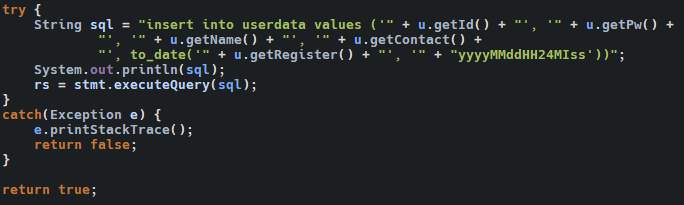 try {
    String sql = "insert into userdata values ('" + u.getId() + "', '" + u.getPw() +
            "', '" + u.getName() + "', '" + u.getContact() +
            "', to_date('" + u.getRegister() + "', '" + "yyyyMMddHH24MIss'))";
    System.out.println(sql);
    rs = stmt.executeQuery(sql);
}
catch(Exception e) {
    e.printStackTrace();
    return false;
}

return true;